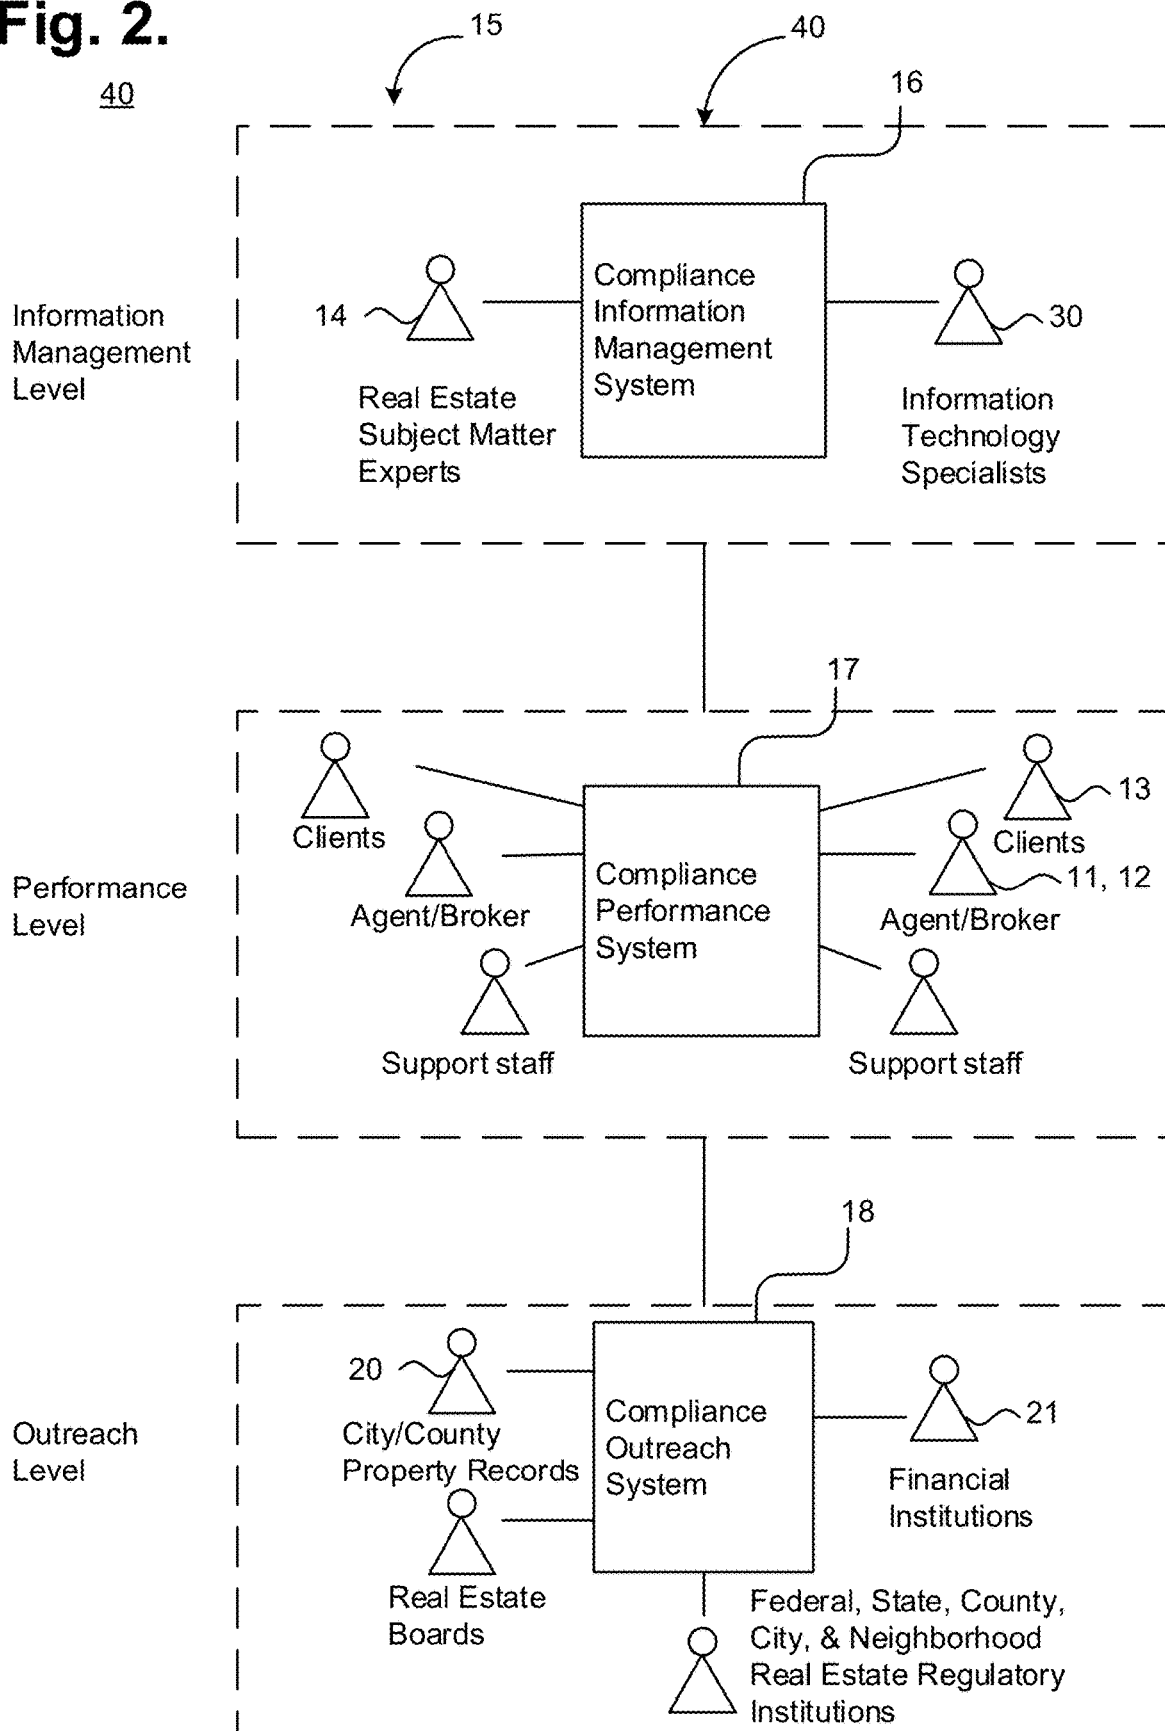 Fig. 2.
15
40
40
16
Information
Management
Level
14
Real Estate
Subject Matter
Experts
Compliance
Information
Management
System
30
Information
Technology
Specialists
17
Performance
Level
Clients
Agent/Broker
Support staff
Compliance
Performance
System
13
Clients
11, 12
Agent/Broker
Support staff
18
Outreach
Level
20
City/County
Property Records
Real Estate
Boards
Compliance
Outreach
System
21
Financial
Institutions
Federal, State, County,
City, & Neighborhood
Real Estate Regulatory
Institutions